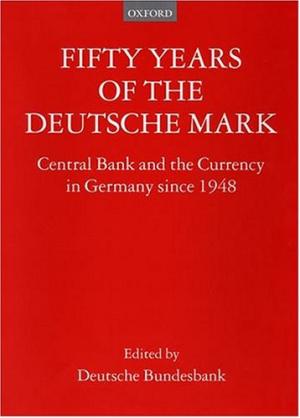 OXFORD
FIFTY YEARS
OF THE
DEUTSCHE MARK
Central Bank and the Currency
in Germany since 1948
Edited by
Deutsche Bundesbank